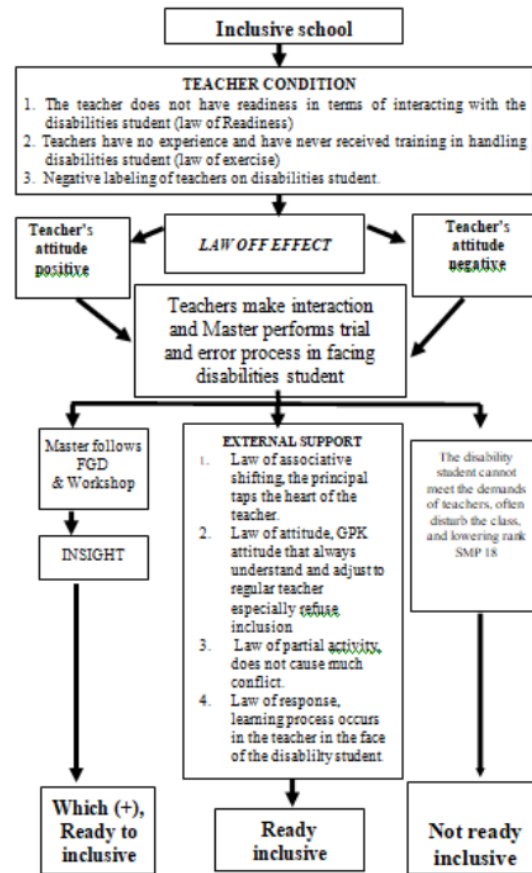 Inclusive school
TEACHER CONDITION
1. The teacher does not have readiness in terms of interacting with the
disabilities student (law of Readiness)
2. Teachers have no experience and have never received training in handling
disabilities student (law of exercise)
3. Negative labeling of teachers on disabilities student.
Teacher's
attitude
positive
LAW OFF EFFECT
Teacher's
attitude
negative
Teachers make interaction
and Master performs trial
and error process in facing
disabilities student
Master follows
FGD
& Workshop
INSIGHT
EXTERNAL SUPPORT
1. Law of associative
shifting, the principal
taps the heart of the
teacher.
2. Law of attitude, GPK
attitude that always
understand and adjust to
regular teacher
especially refuse
inclusion
3. Law of partial activity,
does not cause much
conflict.
4. Law of response,
learning process occurs
in the teacher in the face
of the disablilty student
The disability
student cannot
meet the demands
of teachers, often
disturb the class,
and lowering rank
SMP 18
Which (+),
Ready to
inclusive
Ready
inclusive
Not ready
inclusive